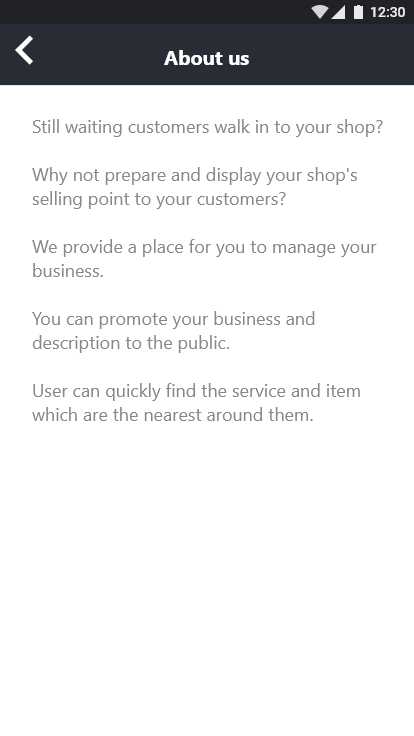 12:30
About us
Still waiting customers walk in to your shop?
Why not prepare and display your shop's
selling point to your customers?
We provide a place for you to manage your
business.
You can promote your business and
description to the public.
User can quickly find the service and item
which are the nearest around them.